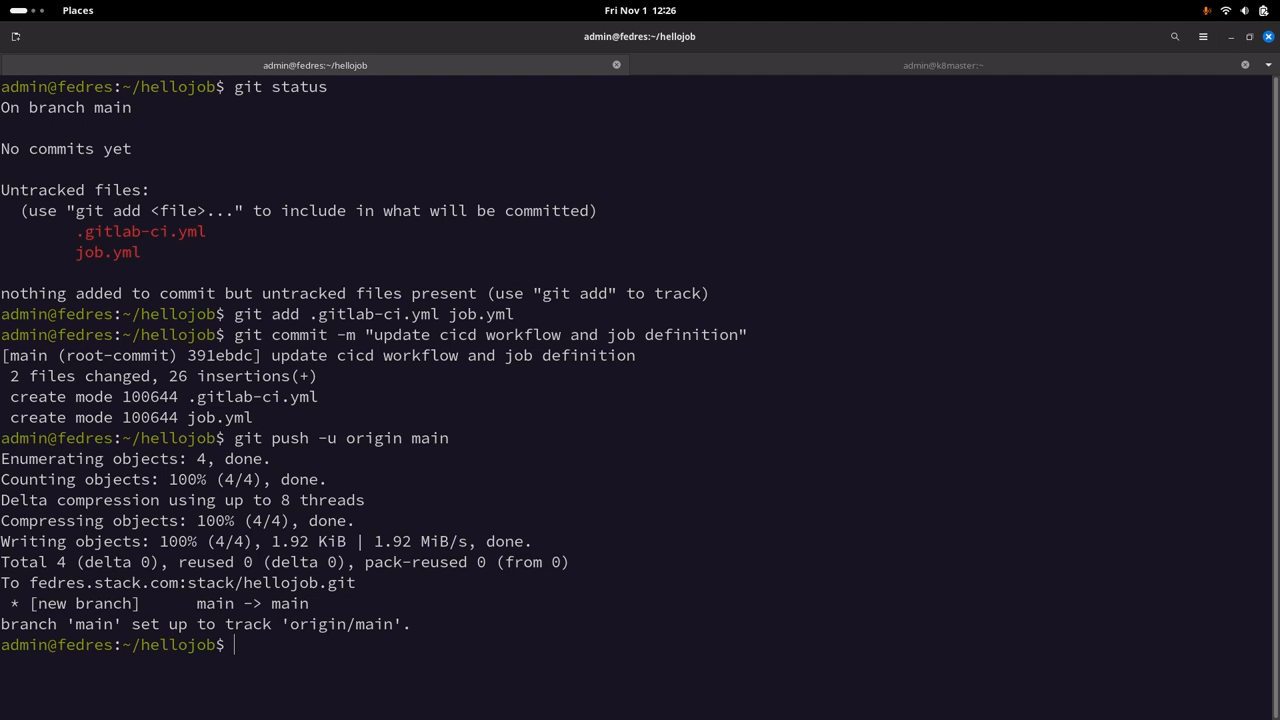 Places
Fri Nov 1 12:26
admin@fedres:~/hellojob
admin@fedres:~/hellojob
admin@k8master:~
admin@fedres:~/hellojob$ git status
On branch main
No commits yet
Untracked files:
(use "git add <file>..." to include in what will be committed)
.gitlab-ci.yml
job.yml
nothing added to commit but untracked files present (use "git add" to track)
admin@fedres:~/hellojob$ git add .gitlab-ci.yml job.yml
admin@fedres:~/hellojob$ git commit -m "update cicd workflow and job definition"
[main (root-commit) 391ebdc] update cicd workflow and job definition
2 files changed, 26 insertions(+)
create mode 100644 .gitlab-ci.yml
create mode 100644 job.yml
admin@fedres:~/hellojob$ git push -u origin main
Enumerating objects: 4, done.
Counting objects: 100% (4/4), done.
Delta compression using up to 8 threads
Compressing objects: 100% (4/4), done.
Writing objects: 100% (4/4), 1.92 KiB | 1.92 MiB/s, done.
Total 4 (delta 0), reused 0 (delta 0), pack-reused 0 (from 0)
To fedres.stack.com:stack/hellojob.git
* [new branch]      main -> main
branch 'main' set up to track 'origin/main'.
admin@fedres:~/hellojob$